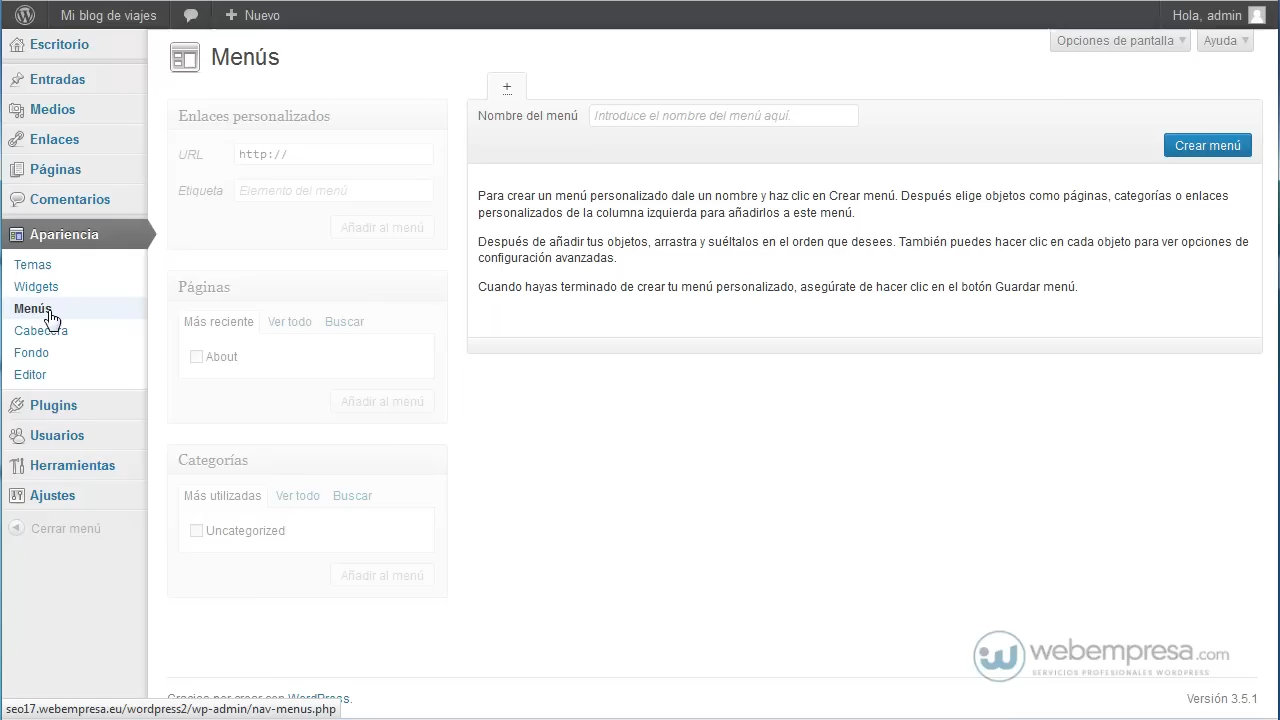 Mi blog de viajes
Nuevo
Hola, admin
Escritorio
Entradas
Medios
Enlaces
Páginas
Comentarios
Apariencia
Temas
Widgets
Menús
Cabecera
Fondo
Editor
Plugins
Usuarios
Herramientas
Ajustes
Cerrar menú
Menús
Opciones de pantalla
Ayuda
Enlaces personalizados
URL http://
Etiqueta Elemento del menú
Añadir al menú
Páginas
Más reciente Ver todo Buscar
About
Añadir al menú
Categorías
Más utilizadas Ver todo Buscar
Uncategorized
Añadir al menú
+
Nombre del menú Introduce el nombre del menú aquí.
Crear menú
Para crear un menú personalizado dale un nombre y haz clic en Crear menú. Después elige objetos como páginas, categorías o enlaces
personalizados de la columna izquierda para añadirlos a este menú.
Después de añadir tus objetos, arrastra y suéltalos en el orden que desees. También puedes hacer clic en cada objeto para ver opciones de
configuración avanzadas.
Cuando hayas terminado de crear tu menú personalizado, asegúrate de hacer clic en el botón Guardar menú.
webempresa.com
SERVICIOS PROFESIONALES WORDPRESS
Gracias por crear con WordPress.
Versión 3.5.1
seo17.webempresa.eu/wordpress2/wp-admin/nav-menus.php